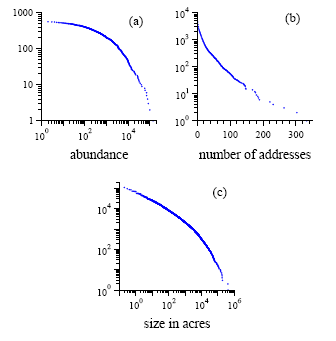 (a)
1000
100
10
1
10^0 10^2 10^4
abundance
(b)
10^4
10^3
10^2
10^1
10^0
0 100 200 300
number of addresses
(c)
10^4
10^2
10^0
10^0 10^2 10^4 10^6
size in acres